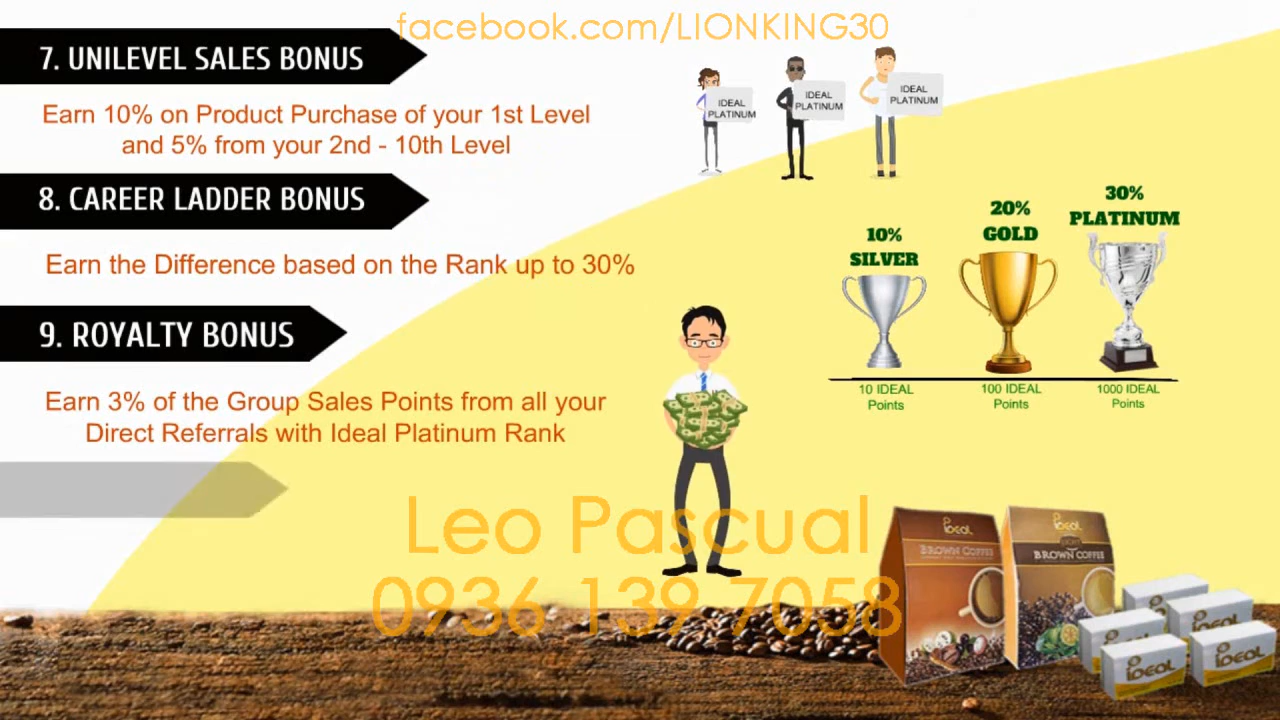 facebook.com/LIONKING30
7. UNILEVEL SALES BONUS
Earn 10% on Product Purchase of your 1st Level
and 5% from your 2nd - 10th Level
IDEAL
PLATINUM
IDEAL
PLATINUM
IDEAL
PLATINUM
8. CAREER LADDER BONUS
Earn the Difference based on the Rank up to 30%
10%
SILVER
20%
GOLD
30%
PLATINUM
10 IDEAL
Points
100 IDEAL
Points
1000 IDEAL
Points
9. ROYALTY BONUS
Earn 3% of the Group Sales Points from all your
Direct Referrals with Ideal Platinum Rank
Leo Pascual
0936 139 7058
iDEAL
BROWN COFFEE
iDEAL
BROWN COFFEE
iDEAL
iDEAL